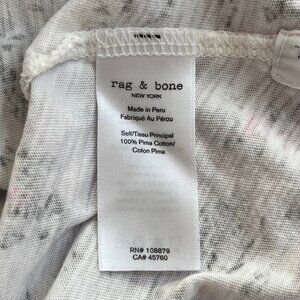 rag & bone
NEW YORK
Made in Peru
Fabriqué Au Pérou
Self/Tissu Principal
100% Pima Cotton/
Coton Pima
RN# 108879
CA# 45760